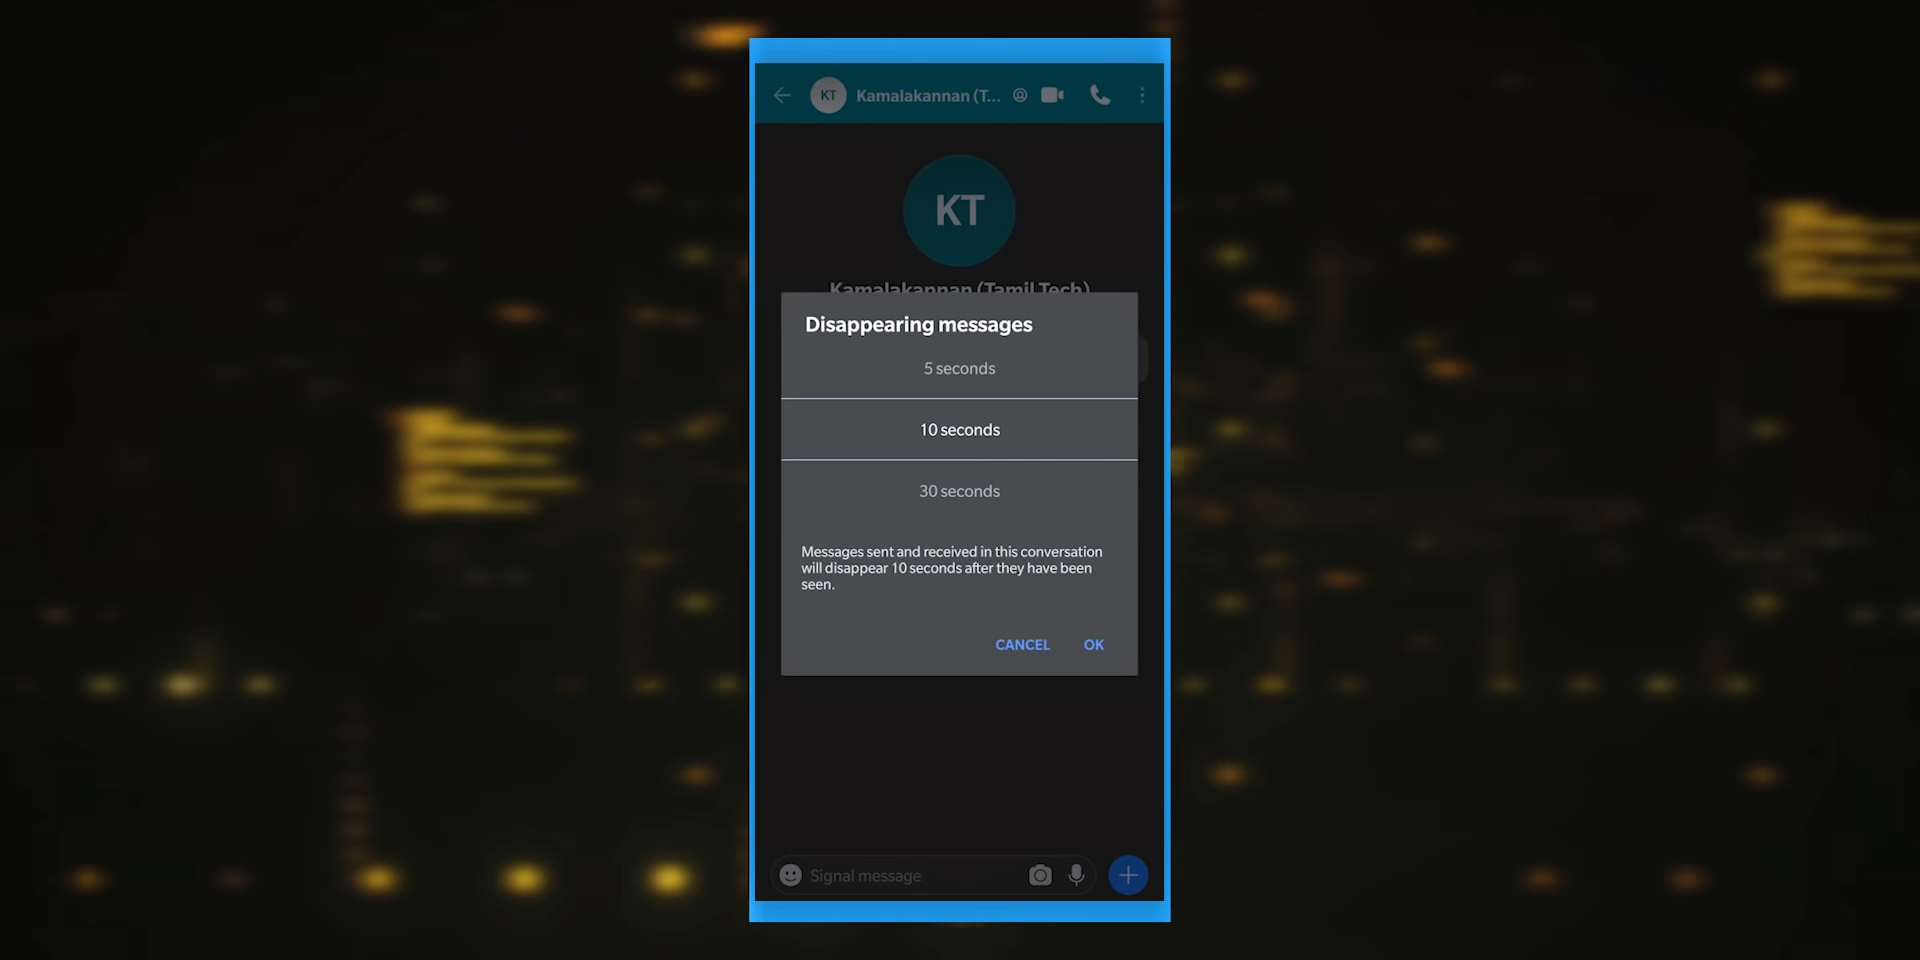 KT Kamalakannan (T...
KT
Kamalakannan (Tamil Tech)
Disappearing messages
5 seconds
10 seconds
30 seconds
Messages sent and received in this conversation
will disappear 10 seconds after they have been
seen.
CANCEL OK
Signal message